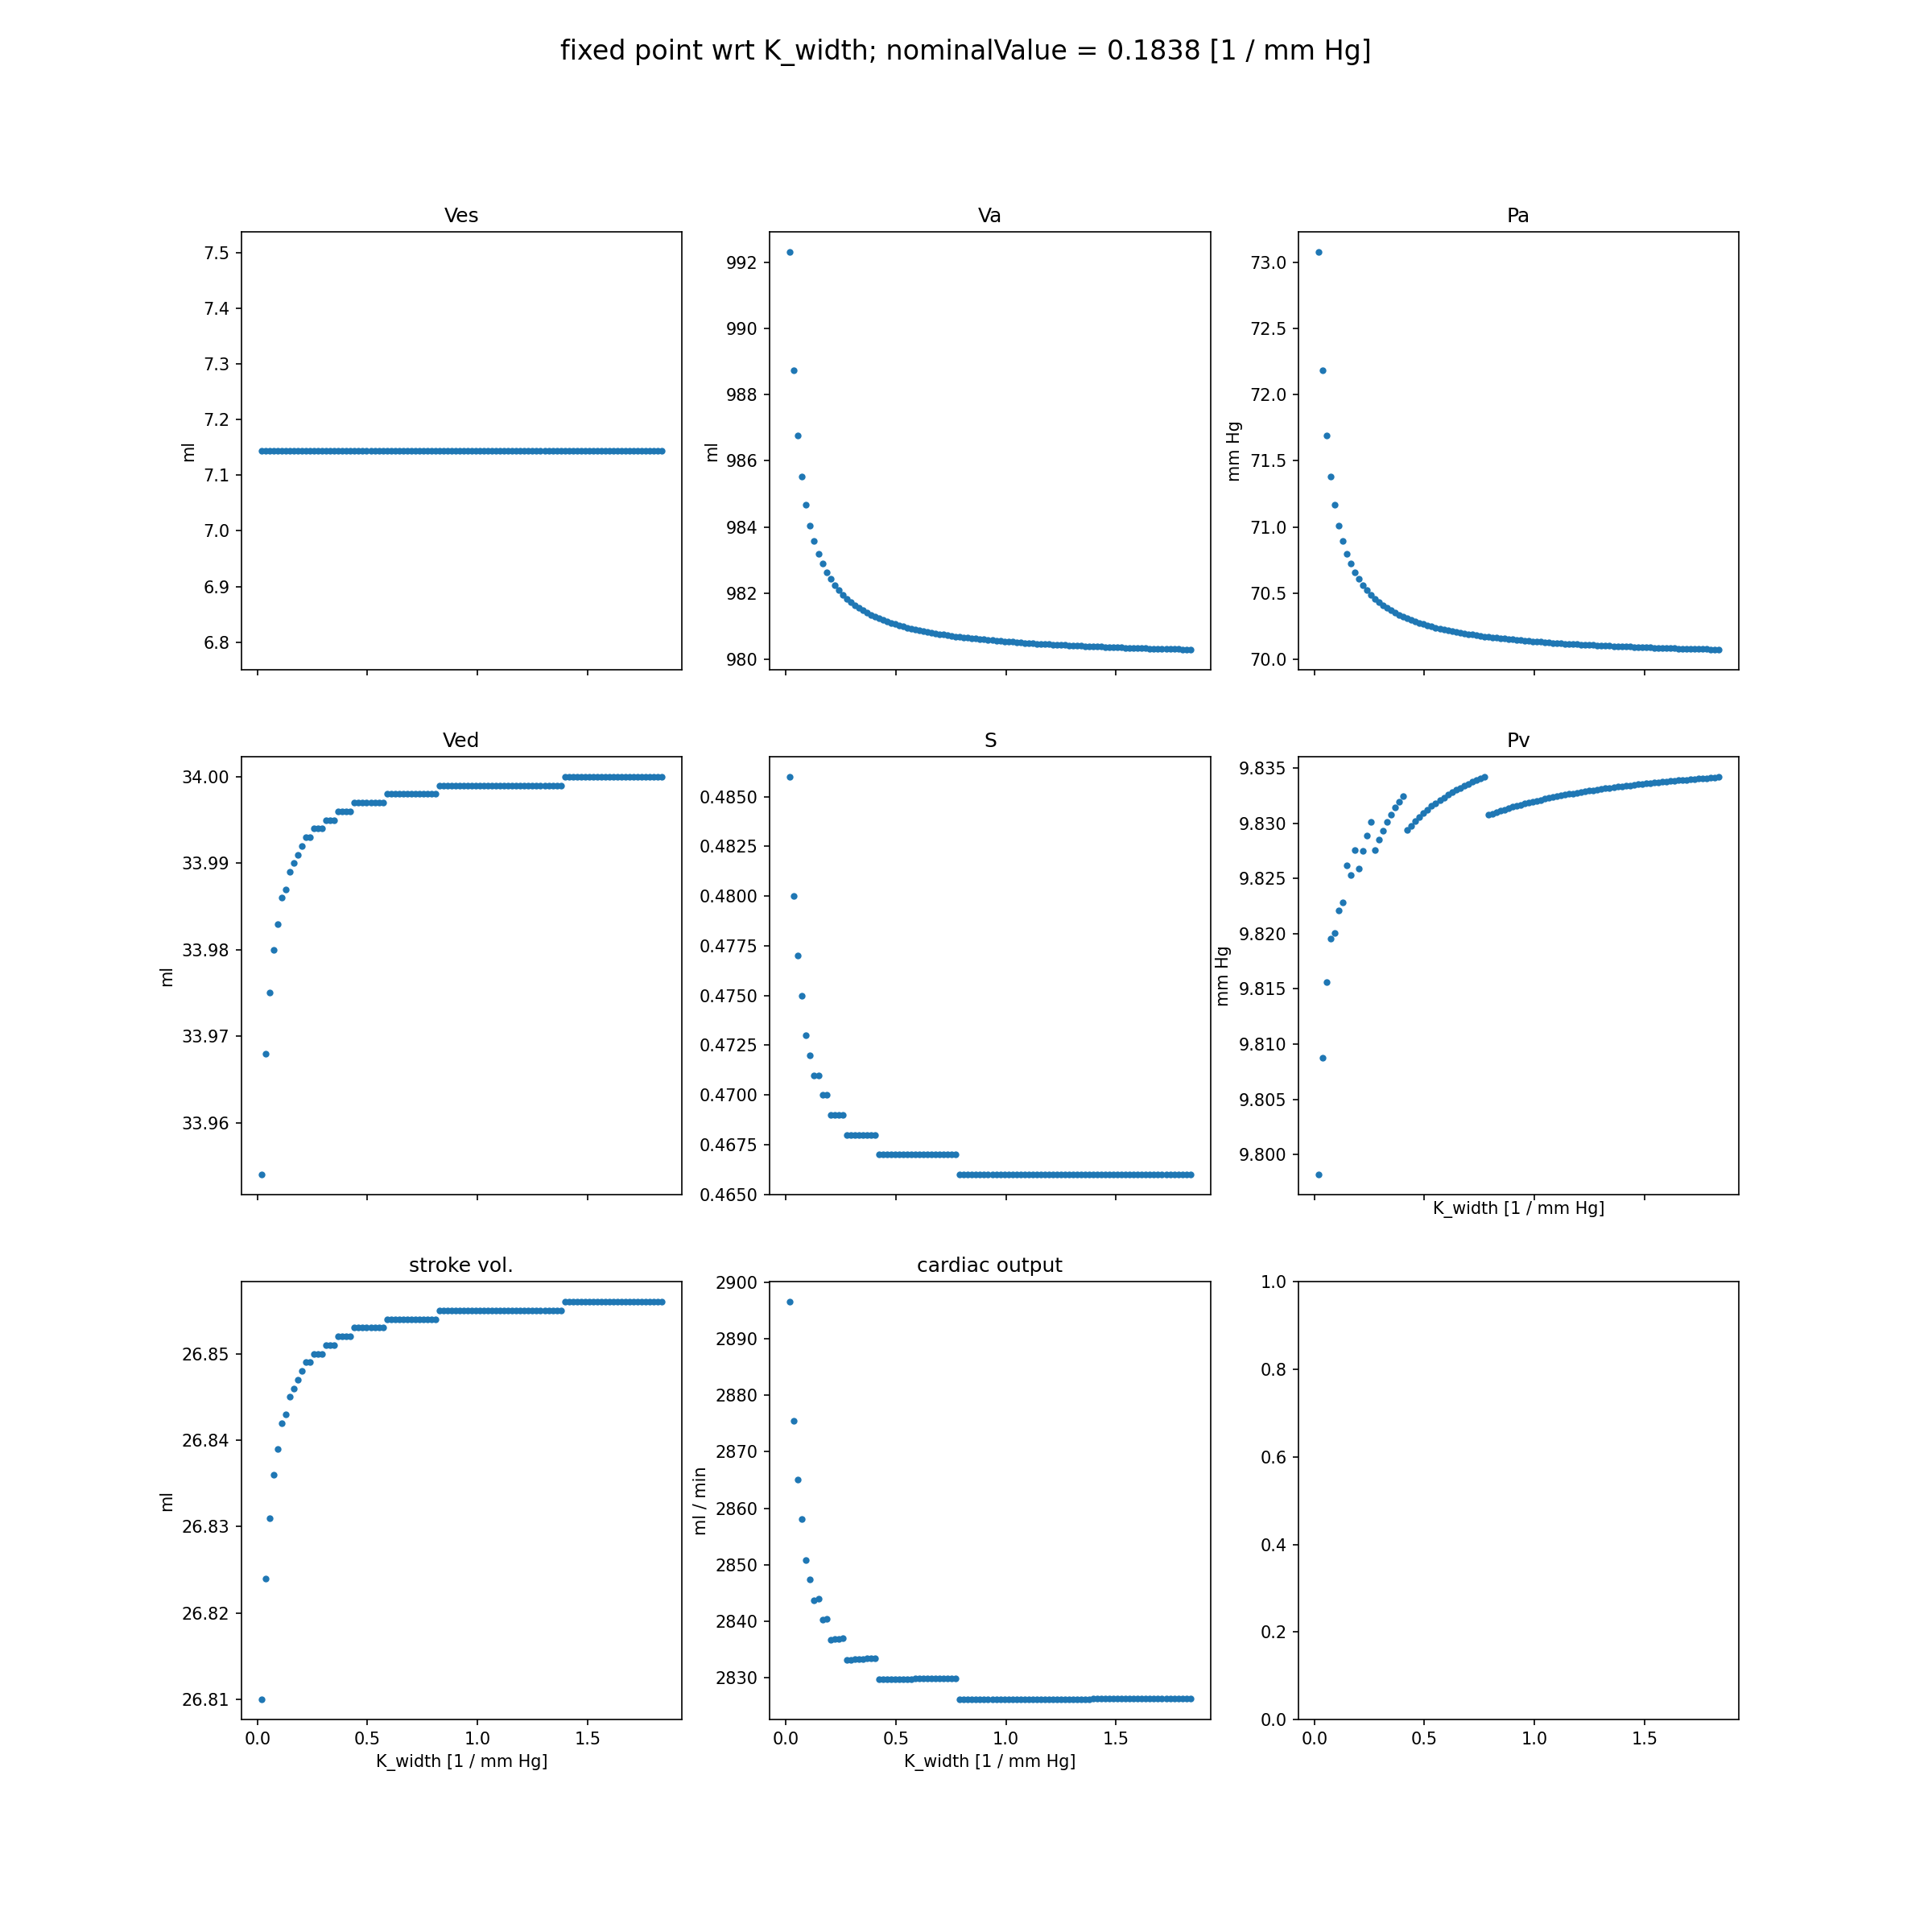 fixed point wrt K_width; nominalValue = 0.1838 [1 / mm Hg]
Ves
7.5
7.4
7.3
7.2
7.1
7.0
6.9
6.8
ml
Va
992
990
988
986
984
982
980
ml
Pa
73.0
72.5
72.0
71.5
71.0
70.5
70.0
mm Hg
Ved
34.00
33.99
33.98
33.97
33.96
ml
S
0.4850
0.4825
0.4800
0.4775
0.4750
0.4725
0.4700
0.4675
0.4650
Pv
9.835
9.830
9.825
9.820
9.815
9.810
9.805
9.800
mm Hg
K_width [1 / mm Hg]
stroke vol.
26.85
26.84
26.83
26.82
26.81
ml
0.0 0.5 1.0 1.5
K_width [1 / mm Hg]
cardiac output
2900
2890
2880
2870
2860
2850
2840
2830
ml / min
0.0 0.5 1.0 1.5
K_width [1 / mm Hg]
1.0
0.8
0.6
0.4
0.2
0.0
0.0 0.5 1.0 1.5